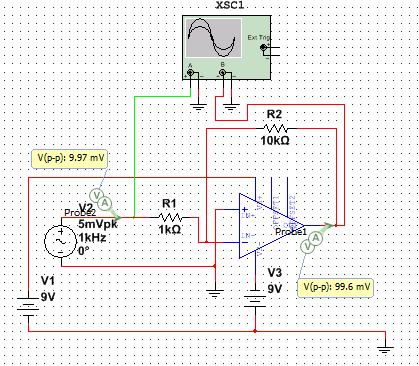 XSC1
Ext Trig
A
B
R2
10kΩ
V(p-p): 9.97 mV
V2
Probe2
5mVpk
1kHz
0°
R1
1kΩ
Probe1
V1
9V
V3
9V
V(p-p): 99.6 mV